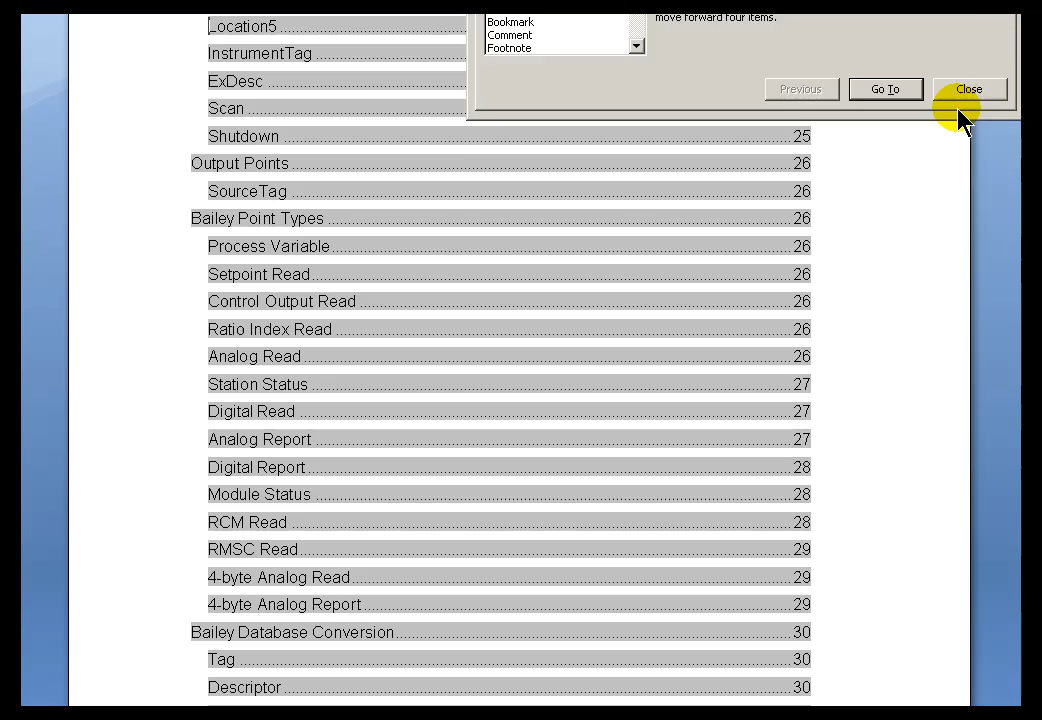 Location5
InstrumentTag
ExDesc
Scan
Shutdown 25
Output Points 26
SourceTag 26
Bailey Point Types 26
Process Variable 26
Setpoint Read 26
Control Output Read 26
Ratio Index Read 26
Analog Read 26
Station Status 27
Digital Read 27
Analog Report 27
Digital Report 28
Module Status 28
RCM Read 28
RMSC Read 29
4-byte Analog Read 29
4-byte Analog Report 29
Bailey Database Conversion 30
Tag 30
Descriptor 30
Bookmark
Comment
Footnote
move forward four items.
Previous
Go To
Close